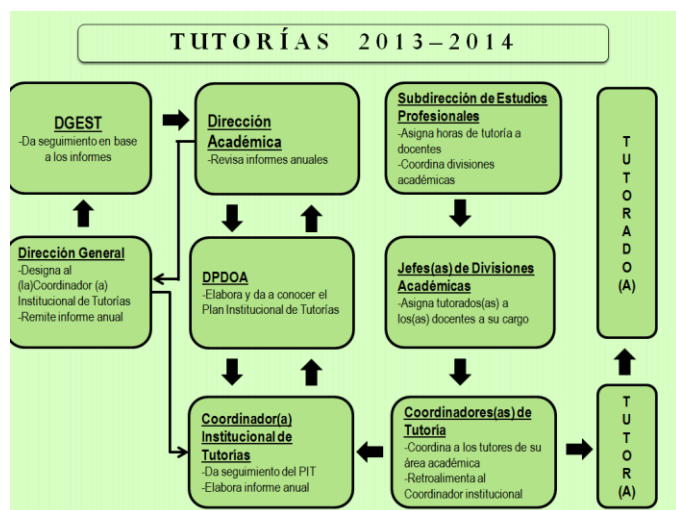 TUTORÍAS 2013–2014
DGEST
-Da seguimiento en base
a los informes
Dirección
Académica
-Revisa informes anuales
Subdirección de Estudios
Profesionales
-Asigna horas de tutoría a
docentes
-Coordina divisiones
académicas
T
U
T
O
R
A
D
O
(A)
Dirección General
-Designa al
(la)Coordinador (a)
Institucional de Tutorías
-Remite informe anual
DPDOA
-Elabora y da a conocer el
Plan Institucional de Tutorías
Jefes(as) de Divisiones
Académicas
-Asigna tutorados(as) a
los(as) docentes a su cargo
Coordinador(a)
Institucional de
Tutorías
-Da seguimiento del PIT
-Elabora informe anual
Coordinadores(as) de
Tutoría
-Coordina a los tutores de su
área académica
-Retroalimenta al
Coordinador institucional
T
U
T
O
R
(A)